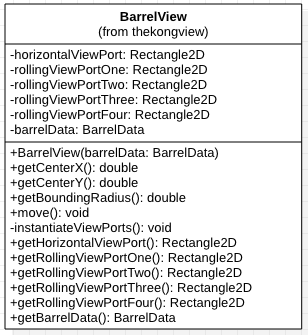 BarrelView
(from thekongview)
-horizontalViewPort: Rectangle2D
-rollingViewPortOne: Rectangle2D
-rollingViewPortTwo: Rectangle2D
-rollingViewPortThree: Rectangle2D
-rollingViewPortFour: Rectangle2D
-barrelData: BarrelData
+BarrelView(barrelData: BarrelData)
+getCenterX(): double
+getCenterY(): double
+getBoundingRadius(): double
+move(): void
-instantiateViewPorts(): void
+getHorizontalViewPort(): Rectangle2D
+getRollingViewPortOne(): Rectangle2D
+getRollingViewPortTwo(): Rectangle2D
+getRollingViewPortThree(): Rectangle2D
+getRollingViewPortFour(): Rectangle2D
+getBarrelData(): BarrelData